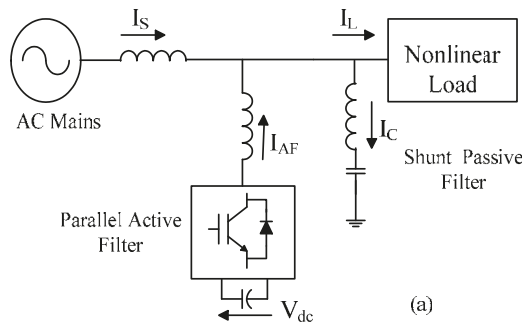 I_S
I_L
Nonlinear
Load
AC Mains
I_AF
I_C
Shunt Passive
Filter
Parallel Active
Filter
V_dc
(a)